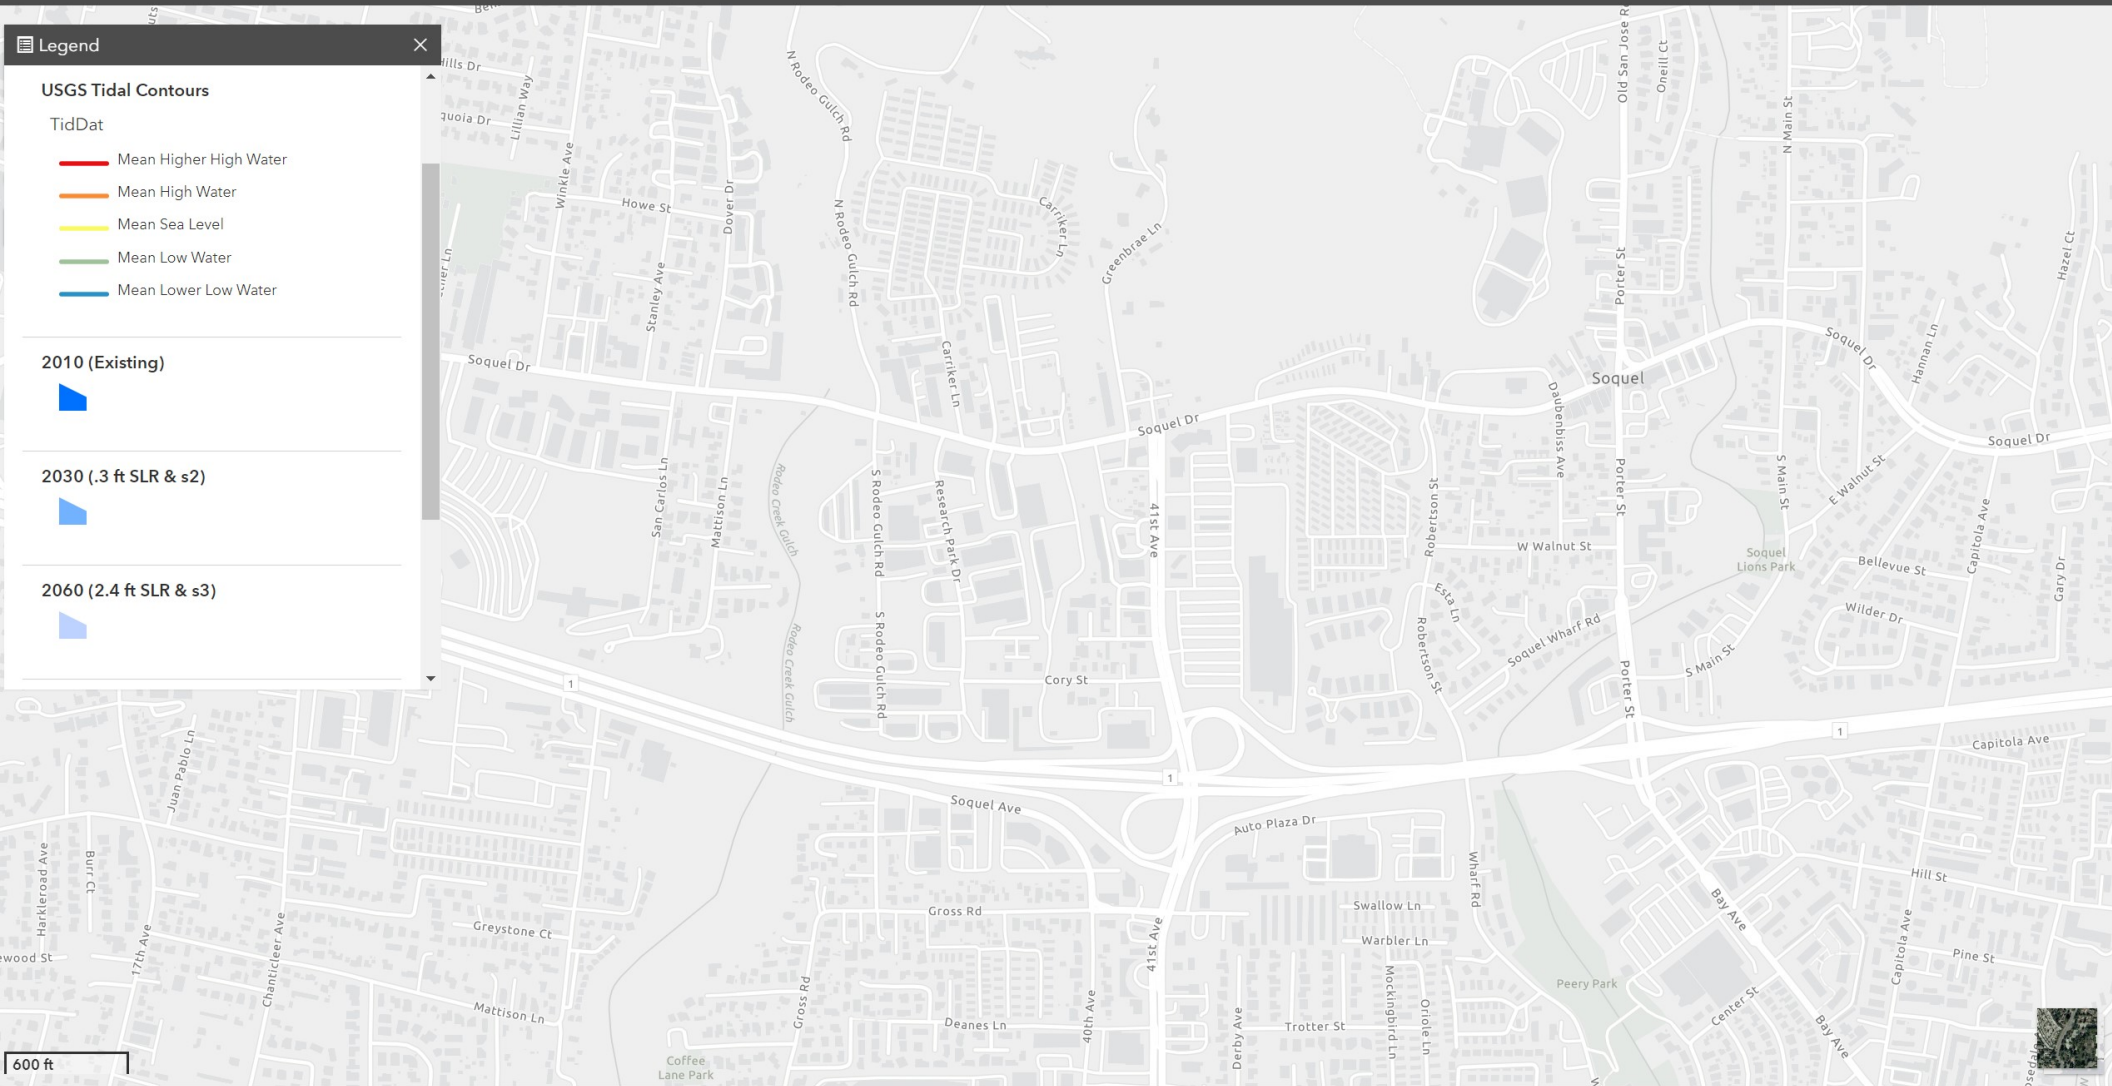 Legend
USGS Tidal Contours
TidDat
Mean Higher High Water
Mean High Water
Mean Sea Level
Mean Low Water
Mean Lower Low Water
2010 (Existing)
2030 (.3 ft SLR & s2)
2060 (2.4 ft SLR & s3)
600 ft
Lillian Way
Winkle Ave
Howe St
Dover Dr
Stanley Ave
N Rodeo Gulch Rd
N Rodeo Gulch Rd
Carriker Ln
Greenbrae Ln
Carriker Ln
Old San Jose R
Oneill Ct
N Main St
Porter St
Hazel Ct
Hannan Ln
Soquel Dr
Soquel Dr
Soquel Dr
Soquel Dr
Soquel
Daubenbiss Ave
San Carlos Ln
Mattison Ln
Rodeo Creek Gulch
Rodeo Creek Gulch
S Rodeo Gulch Rd
S Rodeo Gulch Rd
Research Park Dr
41st Ave
Robertson St
Robertson St
Esta Ln
W Walnut St
Porter St
Porter St
S Main St
S Main St
E Walnut St
Soquel
Lions Park
Bellevue St
Wilder Dr
Capitola Ave
Gary Dr
Soquel Wharf Rd
Cory St
1
1
1
Capitola Ave
Juan Pablo Ln
Soquel Ave
Auto Plaza Dr
Harkleroad Ave
Burr Ct
17th Ave
Chanticleer Ave
ewood St
Greystone Ct
Mattison Ln
Gross Rd
Gross Rd
Deanes Ln
40th Ave
41st Ave
Derby Ave
Swallow Ln
Warbler Ln
Mockingbird Ln
Oriole Ln
Trotter St
Wharf Rd
Peery Park
Bay Ave
Bay Ave
Center St
Hill St
Capitola Ave
Pine St
Coffee
Lane Park